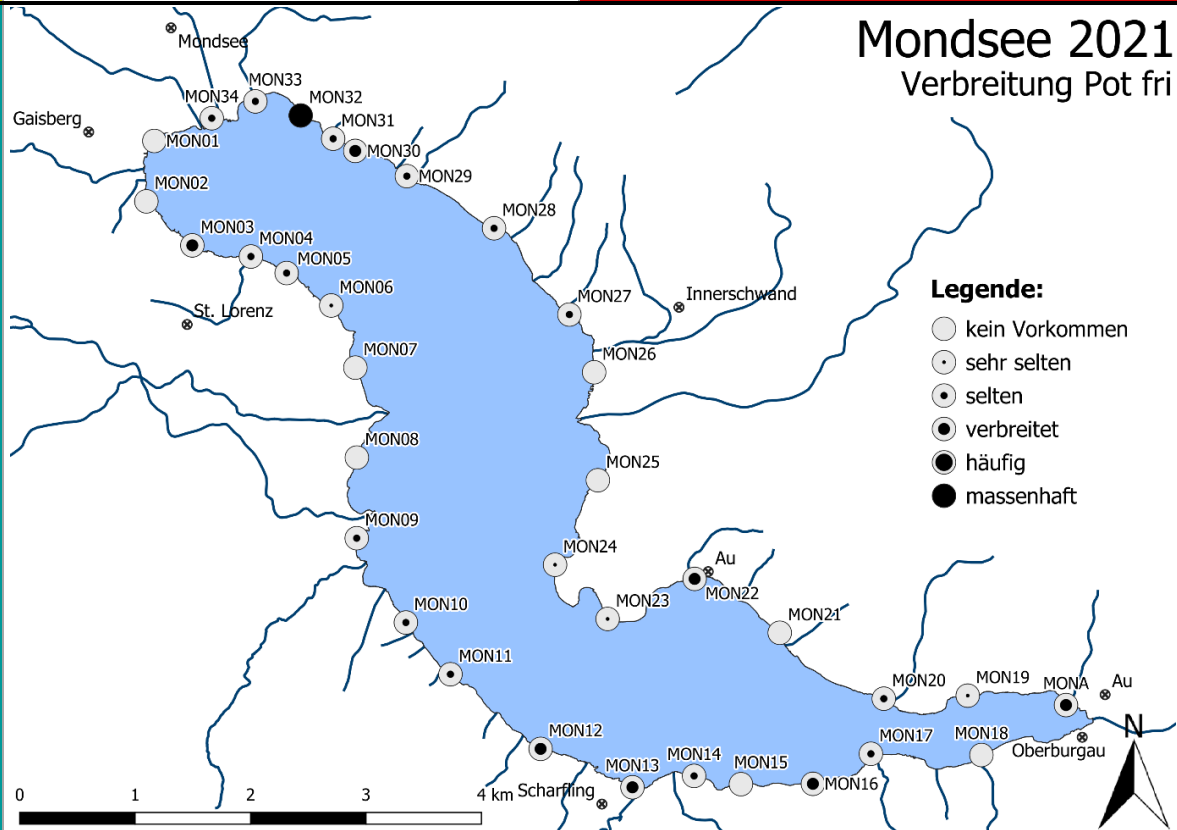 Mondsee 2021
Verbreitung Pot fri
Mondsee
MON33
MON34
MON32
Gaisberg
MON31
MON01
MON30
MON29
MON02
MON28
MON03
MON04
MON05
MON06
St. Lorenz
MON27
Innerschwand
MON07
MON26
MON08
MON25
MON09
MON24
Au
MON22
MON10
MON23
MON21
MON11
MON20
MON19
MONA
Au
MON12
MON17
MON18
Oberburgau
MON13
MON14
MON15
MON16
Scharfling
Legende:
kein Vorkommen
sehr selten
selten
verbreitet
häufig
massenhaft
N
0 1 2 3 4 km